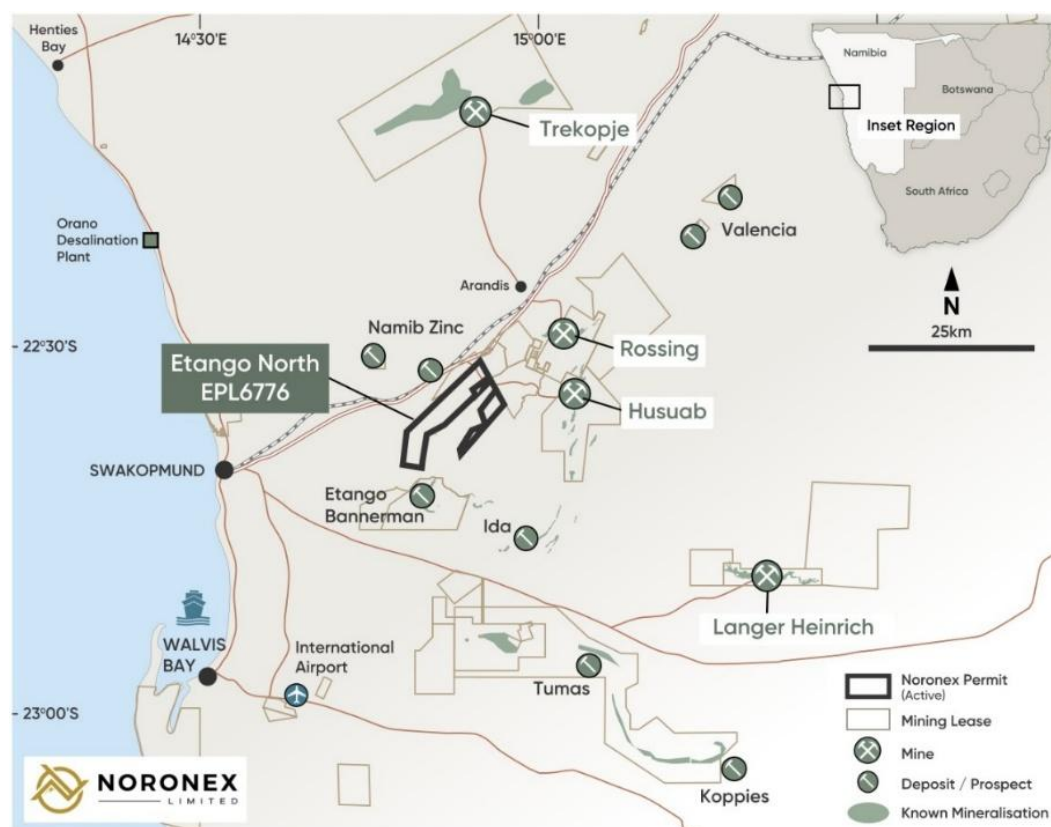 14°30'E
15°00'E
Henties
Bay
Namibia
Botswana
Inset Region
South Africa
Trekopje
Orano
Desalination
Plant
Valencia
Arandis
N
25km
22°30'S
Namib Zinc
Rossing
Etango North
EPL6776
Husuab
SWAKOPMUND
Etango
Bannerman
Ida
Langer Heinrich
WALVIS
BAY
International
Airport
Tumas
23°00'S
Koppies
Noronex Permit
(Active)
Mining Lease
Mine
Deposit / Prospect
Known Mineralisation
NORONEX
LIMITED